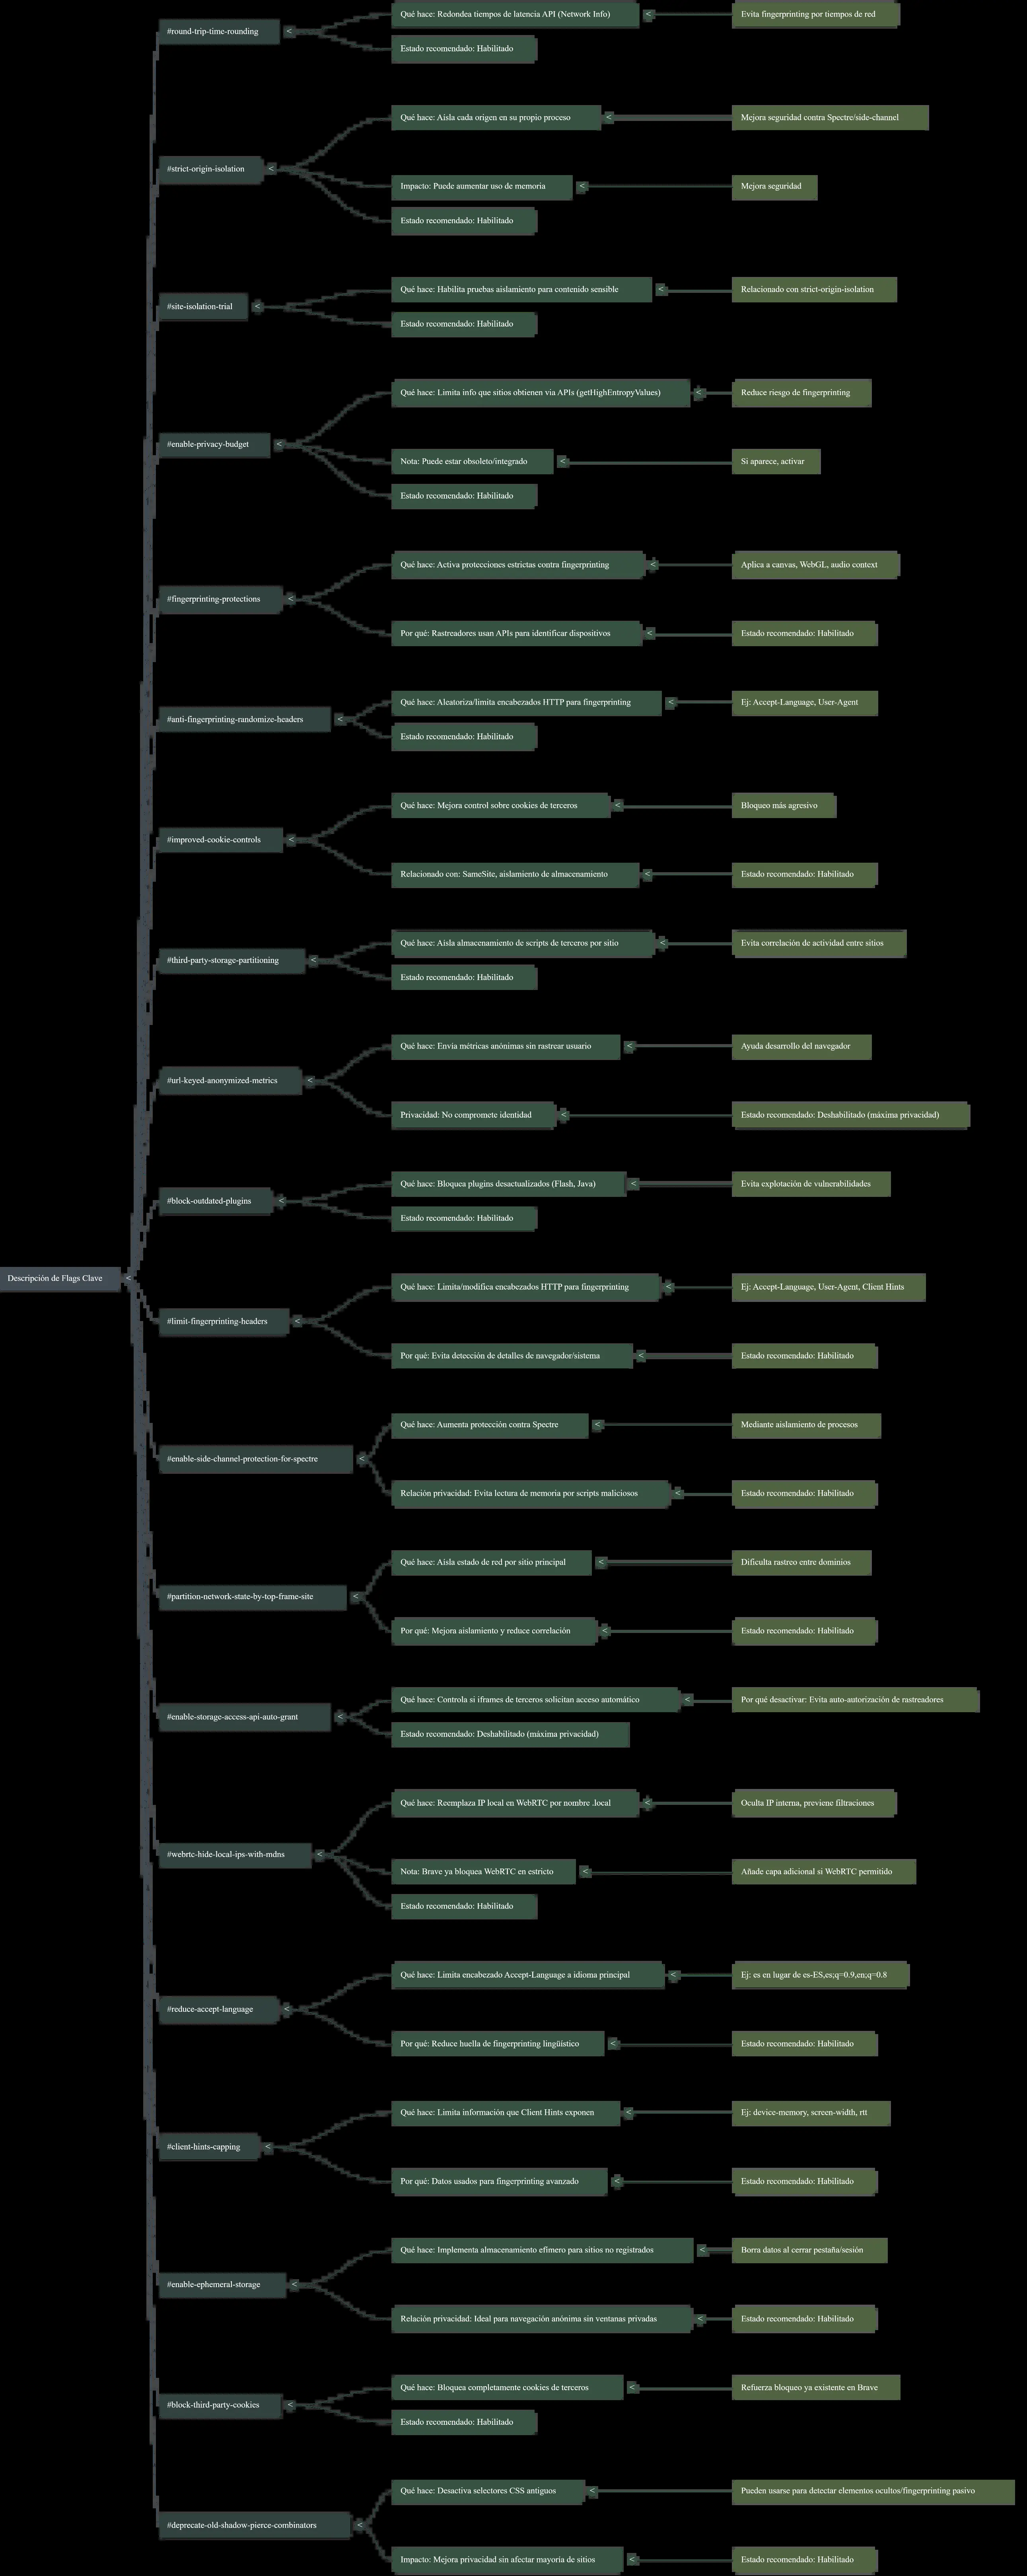 Descripción de Flags Clave
#round-trip-time-rounding
Qué hace: Redondea tiempos de latencia API (Network Info)
Evita fingerprinting por tiempos de red
Estado recomendado: Habilitado
#strict-origin-isolation
Qué hace: Aísla cada origen en su propio proceso
Mejora seguridad contra Spectre/side-channel
Impacto: Puede aumentar uso de memoria
Mejora seguridad
Estado recomendado: Habilitado
#site-isolation-trial
Qué hace: Habilita pruebas aislamiento para contenido sensible
Relacionado con strict-origin-isolation
Estado recomendado: Habilitado
#enable-privacy-budget
Qué hace: Limita info que sitios obtienen via APIs (getHighEntropyValues)
Reduce riesgo de fingerprinting
Nota: Puede estar obsoleto/integrado
Si aparece, activar
Estado recomendado: Habilitado
#fingerprinting-protections
Qué hace: Activa protecciones estrictas contra fingerprinting
Aplica a canvas, WebGL, audio context
Por qué: Rastreadores usan APIs para identificar dispositivos
Estado recomendado: Habilitado
#anti-fingerprinting-randomize-headers
Qué hace: Aleatoriza/limita encabezados HTTP para fingerprinting
Ej: Accept-Language, User-Agent
Estado recomendado: Habilitado
#improved-cookie-controls
Qué hace: Mejora control sobre cookies de terceros
Bloqueo más agresivo
Relacionado con: SameSite, aislamiento de almacenamiento
Estado recomendado: Habilitado
#third-party-storage-partitioning
Qué hace: Aísla almacenamiento de scripts de terceros por sitio
Evita correlación de actividad entre sitios
Estado recomendado: Habilitado
#url-keyed-anonymized-metrics
Qué hace: Envía métricas anónimas sin rastrear usuario
Ayuda desarrollo del navegador
Privacidad: No compromete identidad
Estado recomendado: Deshabilitado (máxima privacidad)
#block-outdated-plugins
Qué hace: Bloquea plugins desactualizados (Flash, Java)
Evita explotación de vulnerabilidades
Estado recomendado: Habilitado
#limit-fingerprinting-headers
Qué hace: Limita/modifica encabezados HTTP para fingerprinting
Ej: Accept-Language, User-Agent, Client Hints
Por qué: Evita detección de detalles de navegador/sistema
Estado recomendado: Habilitado
#enable-side-channel-protection-for-spectre
Qué hace: Aumenta protección contra Spectre
Mediante aislamiento de procesos
Relación privacidad: Evita lectura de memoria por scripts maliciosos
Estado recomendado: Habilitado
#partition-network-state-by-top-frame-site
Qué hace: Aísla estado de red por sitio principal
Dificulta rastreo entre dominios
Por qué: Mejora aislamiento y reduce correlación
Estado recomendado: Habilitado
#enable-storage-access-api-auto-grant
Qué hace: Controla si iframes de terceros solicitan acceso automático
Por qué desactivar: Evita auto-autorización de rastreadores
Estado recomendado: Deshabilitado (máxima privacidad)
#webrtc-hide-local-ips-with-mdns
Qué hace: Reemplaza IP local en WebRTC por nombre .local
Oculta IP interna, previene filtraciones
Nota: Brave ya bloquea WebRTC en estricto
Añade capa adicional si WebRTC permitido
Estado recomendado: Habilitado
#reduce-accept-language
Qué hace: Limita encabezado Accept-Language a idioma principal
Ej: es en lugar de es-ES,es;q=0.9,en;q=0.8
Por qué: Reduce huella de fingerprinting lingüístico
Estado recomendado: Habilitado
#client-hints-capping
Qué hace: Limita información que Client Hints exponen
Ej: device-memory, screen-width, rtt
Por qué: Datos usados para fingerprinting avanzado
Estado recomendado: Habilitado
#enable-ephemeral-storage
Qué hace: Implementa almacenamiento efímero para sitios no registrados
Borra datos al cerrar pestaña/sesión
Relación privacidad: Ideal para navegación anónima sin ventanas privadas
Estado recomendado: Habilitado
#block-third-party-cookies
Qué hace: Bloquea completamente cookies de terceros
Refuerza bloqueo ya existente en Brave
Estado recomendado: Habilitado
#deprecate-old-shadow-pierce-combinators
Qué hace: Desactiva selectores CSS antiguos
Pueden usarse para detectar elementos ocultos/fingerprinting pasivo
Impacto: Mejora privacidad sin afectar mayoría de sitios
Estado recomendado: Habilitado